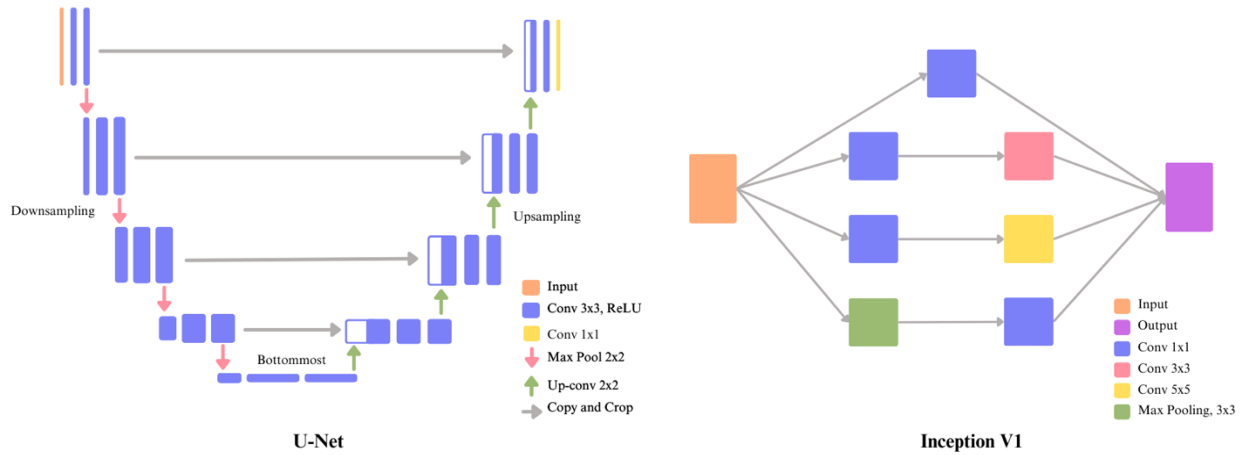 Downsampling
Upsampling
Bottommost
Input
Conv 3x3, ReLU
Conv 1x1
Max Pool 2x2
Up-conv 2x2
Copy and Crop
U-Net
Input
Output
Conv 1x1
Conv 3x3
Conv 5x5
Max Pooling, 3x3
Inception V1